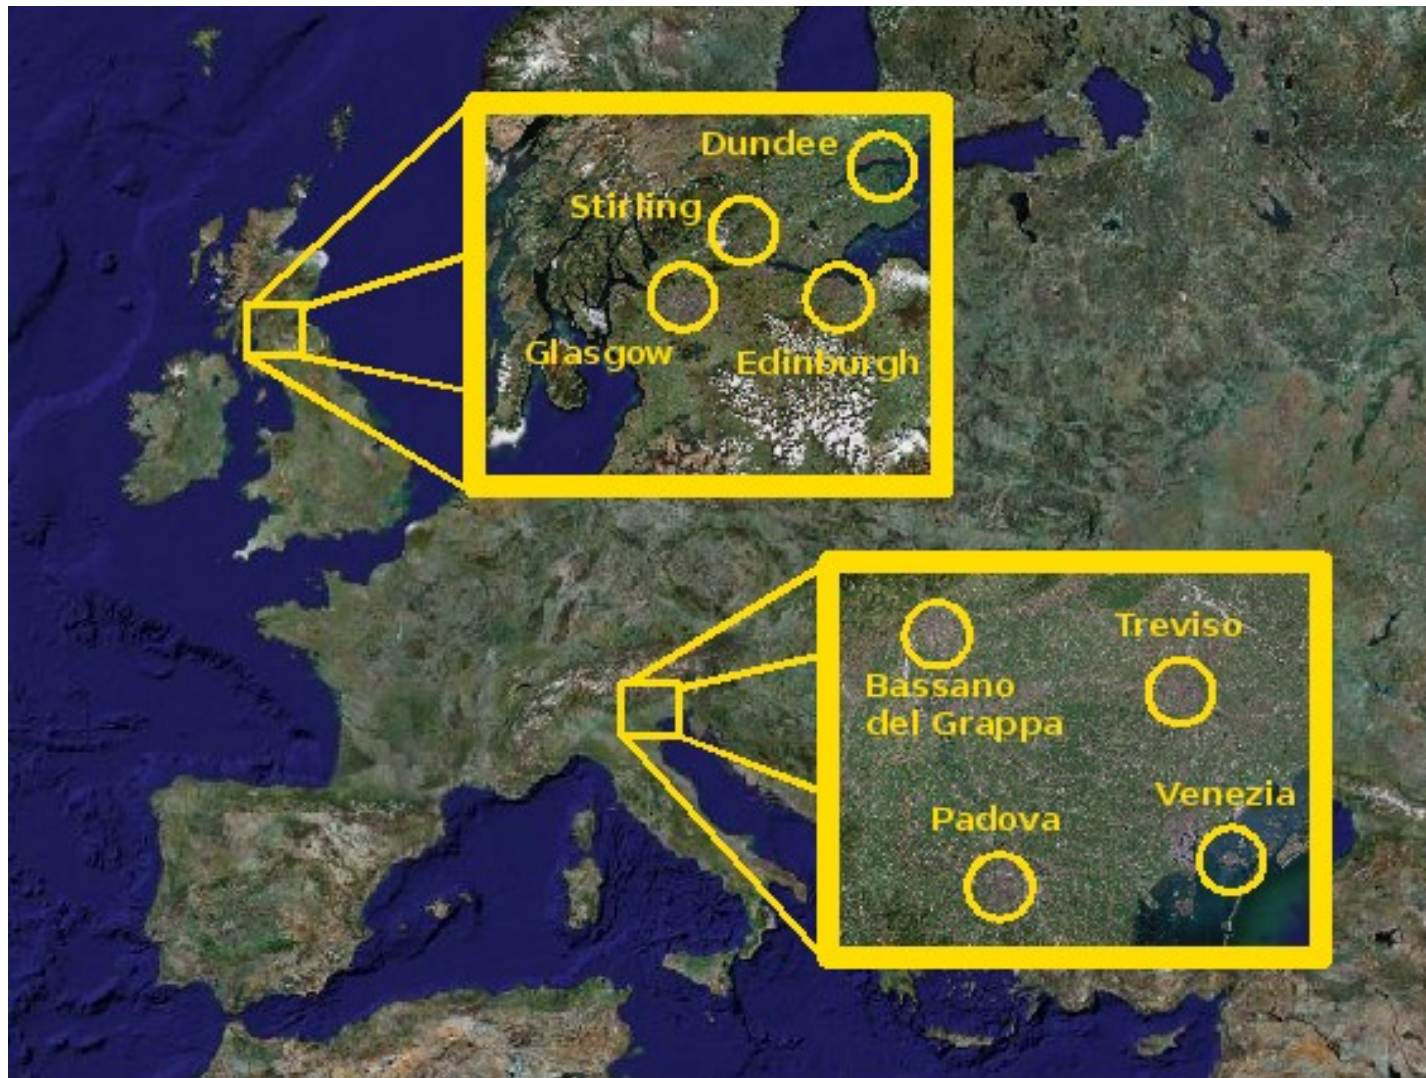 Dundee
Stirling
Glasgow
Edinburgh
Treviso
Bassano
del Grappa
Venezia
Padova